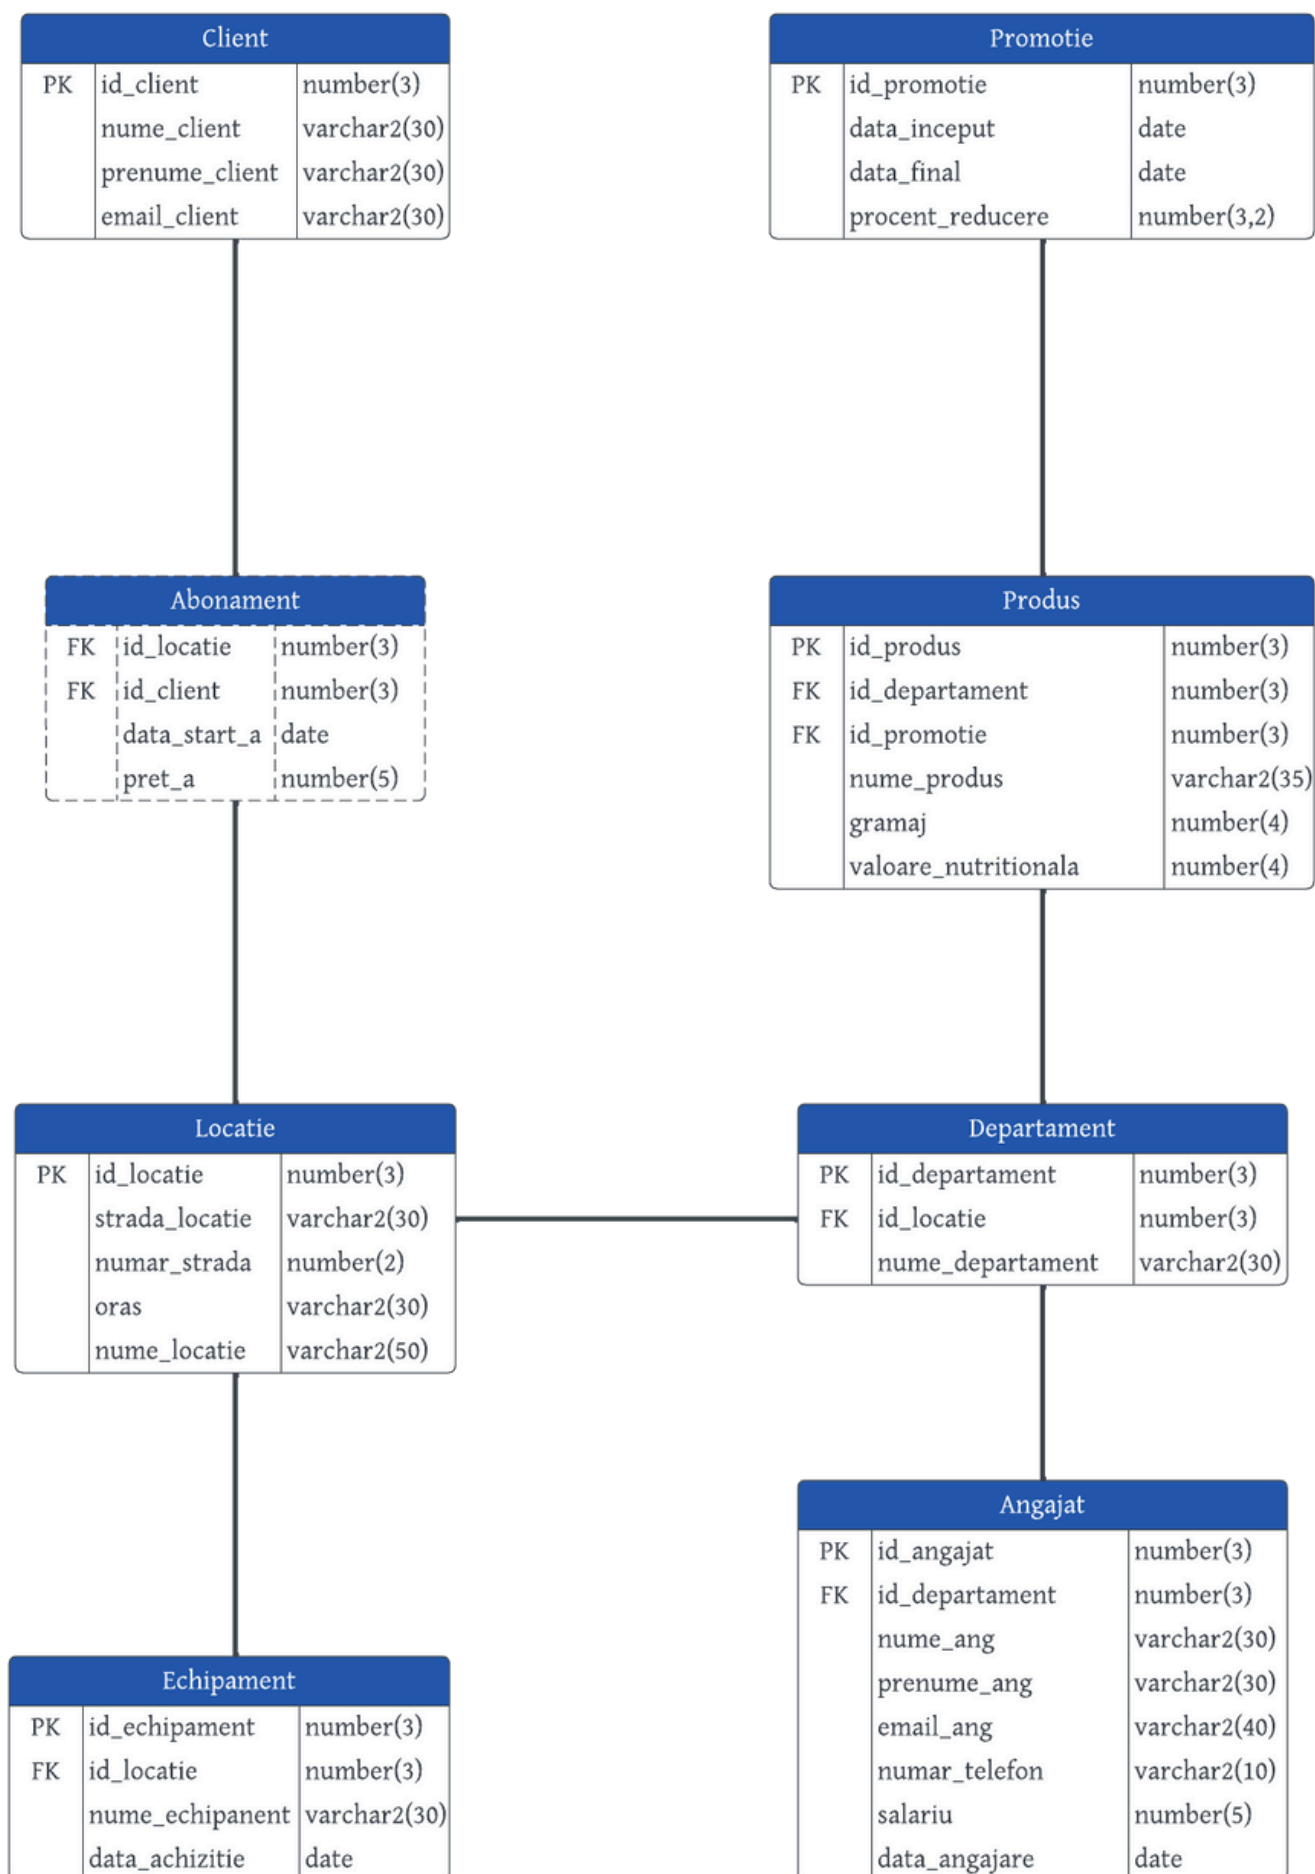 Client
PK id_client number(3)
nume_client varchar2(30)
prenume_client varchar2(30)
email_client varchar2(30)
Promotie
PK id_promotie number(3)
data_inceput date
data_final date
procent_reducere number(3,2)
Abonament
FK id_locatie number(3)
FK id_client number(3)
data_start_a date
pret_a number(5)
Produs
PK id_produs number(3)
FK id_departament number(3)
FK id_promotie number(3)
nume_produs varchar2(35)
gramaj number(4)
valoare_nutritionala number(4)
Locatie
PK id_locatie number(3)
strada_locatie varchar2(30)
numar_strada number(2)
oras varchar2(30)
nume_locatie varchar2(50)
Departament
PK id_departament number(3)
FK id_locatie number(3)
nume_departament varchar2(30)
Echipament
PK id_echipament number(3)
FK id_locatie number(3)
nume_echipanent varchar2(30)
data_achizitie date
Angajat
PK id_angajat number(3)
FK id_departament number(3)
nume_ang varchar2(30)
prenume_ang varchar2(30)
email_ang varchar2(40)
numar_telefon varchar2(10)
salariu number(5)
data_angajare date